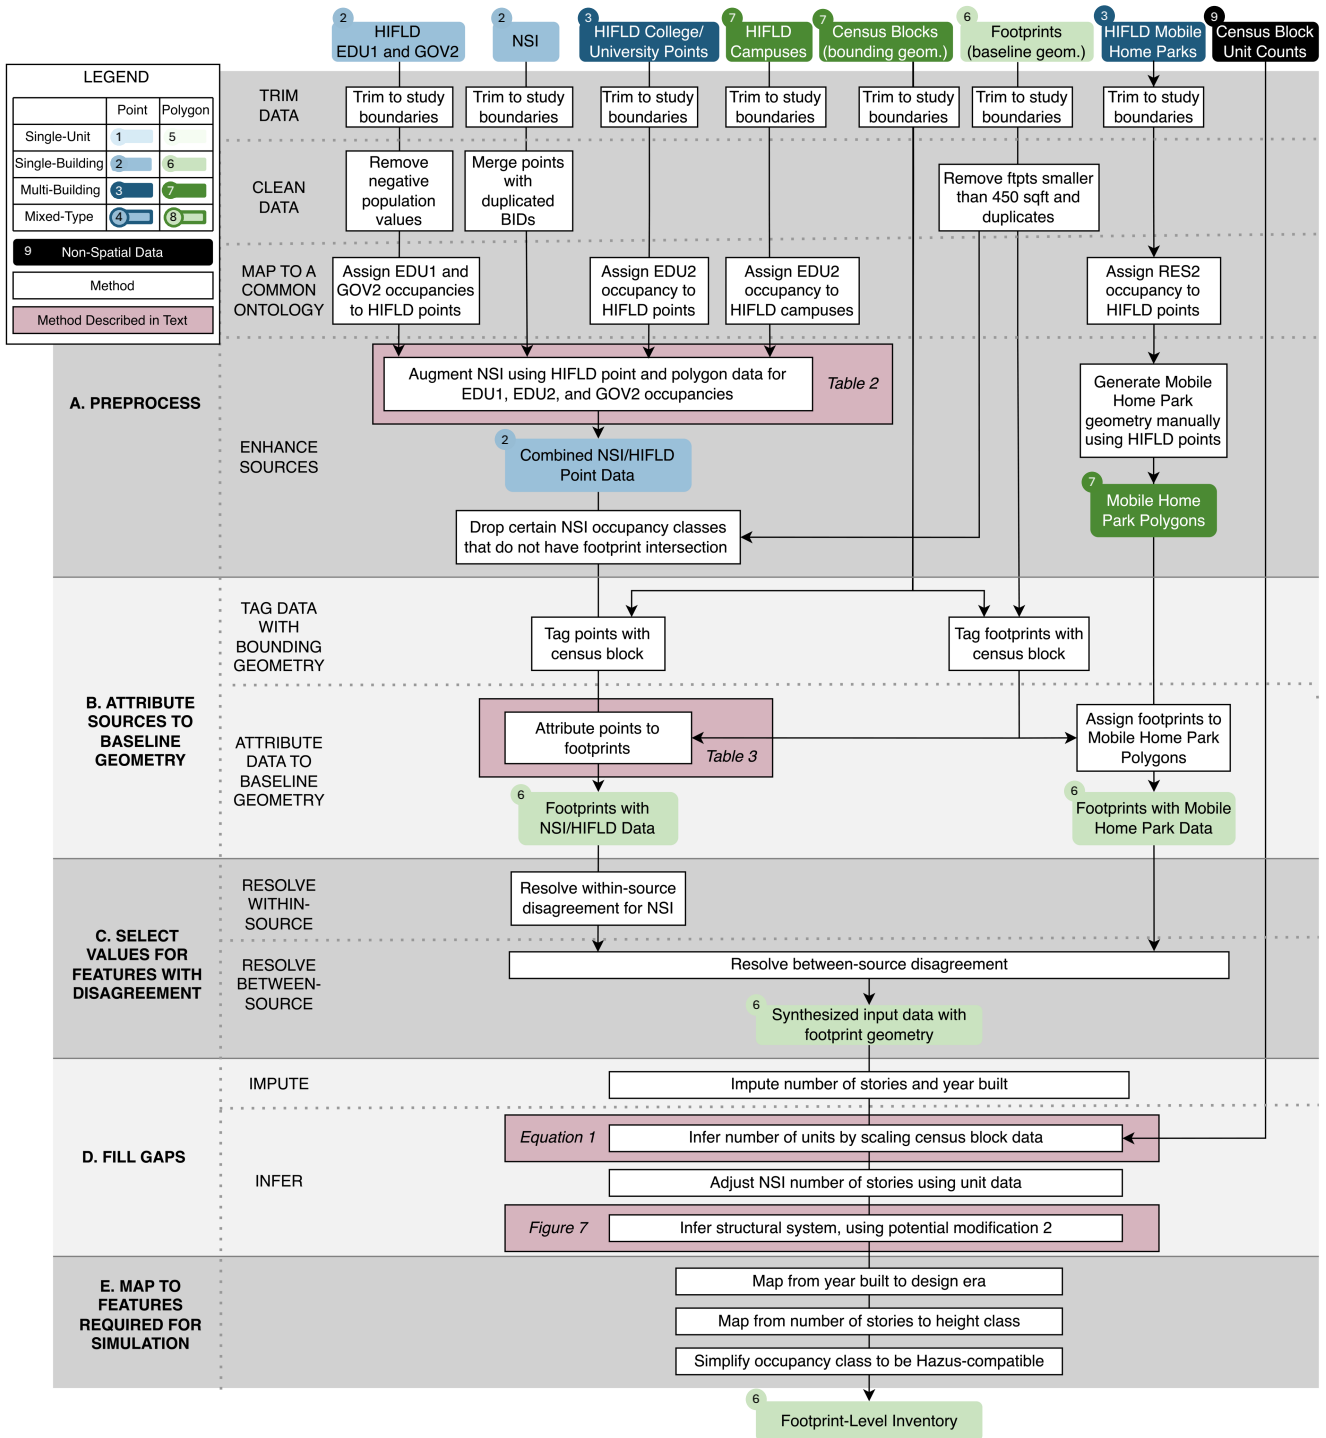 2
HIFLD
EDU1 and GOV2
2
NSI
3
HIFLD College/
University Points
7
HIFLD
Campuses
7
Census Blocks
(bounding geom.)
6
Footprints
(baseline geom.)
3
HIFLD Mobile
Home Parks
9
Census Block
Unit Counts
LEGEND
Point
Polygon
Single-Unit
1
5
Single-Building
2
6
Multi-Building
3
7
Mixed-Type
4
8
9
Non-Spatial Data
Method
Method Described in Text
TRIM
DATA
Trim to study
boundaries
Trim to study
boundaries
Trim to study
boundaries
Trim to study
boundaries
Trim to study
boundaries
Trim to study
boundaries
Trim to study
boundaries
CLEAN
DATA
Remove
negative
population
values
Merge points
with
duplicated
BIDs
Remove ftpts smaller
than 450 sqft and
duplicates
MAP TO A
COMMON
ONTOLOGY
Assign EDU1 and
GOV2 occupancies
to HIFLD points
Assign EDU2
occupancy to
HIFLD points
Assign EDU2
occupancy to
HIFLD campuses
Assign RES2
occupancy to
HIFLD points
A. PREPROCESS
ENHANCE
SOURCES
Augment NSI using HIFLD point and polygon data for
EDU1, EDU2, and GOV2 occupancies
Table 2
Generate Mobile
Home Park
geometry manually
using HIFLD points
2
Combined NSI/HIFLD
Point Data
7
Mobile Home
Park Polygons
Drop certain NSI occupancy classes
that do not have footprint intersection
B. ATTRIBUTE
SOURCES TO
BASELINE
GEOMETRY
TAG DATA
WITH
BOUNDING
GEOMETRY
Tag points with
census block
Tag footprints with
census block
ATTRIBUTE
DATA TO
BASELINE
GEOMETRY
Attribute points to
footprints
Table 3
Assign footprints to
Mobile Home Park
Polygons
6
Footprints with
NSI/HIFLD Data
6
Footprints with Mobile
Home Park Data
C. SELECT
VALUES FOR
FEATURES WITH
DISAGREEMENT
RESOLVE
WITHIN-
SOURCE
Resolve within-source
disagreement for NSI
RESOLVE
BETWEEN-
SOURCE
Resolve between-source disagreement
6
Synthesized input data with
footprint geometry
D. FILL GAPS
IMPUTE
Impute number of stories and year built
INFER
Equation 1
Infer number of units by scaling census block data
Adjust NSI number of stories using unit data
Figure 7
Infer structural system, using potential modification 2
E. MAP TO
FEATURES
REQUIRED FOR
SIMULATION
Map from year built to design era
Map from number of stories to height class
Simplify occupancy class to be Hazus-compatible
6
Footprint-Level Inventory